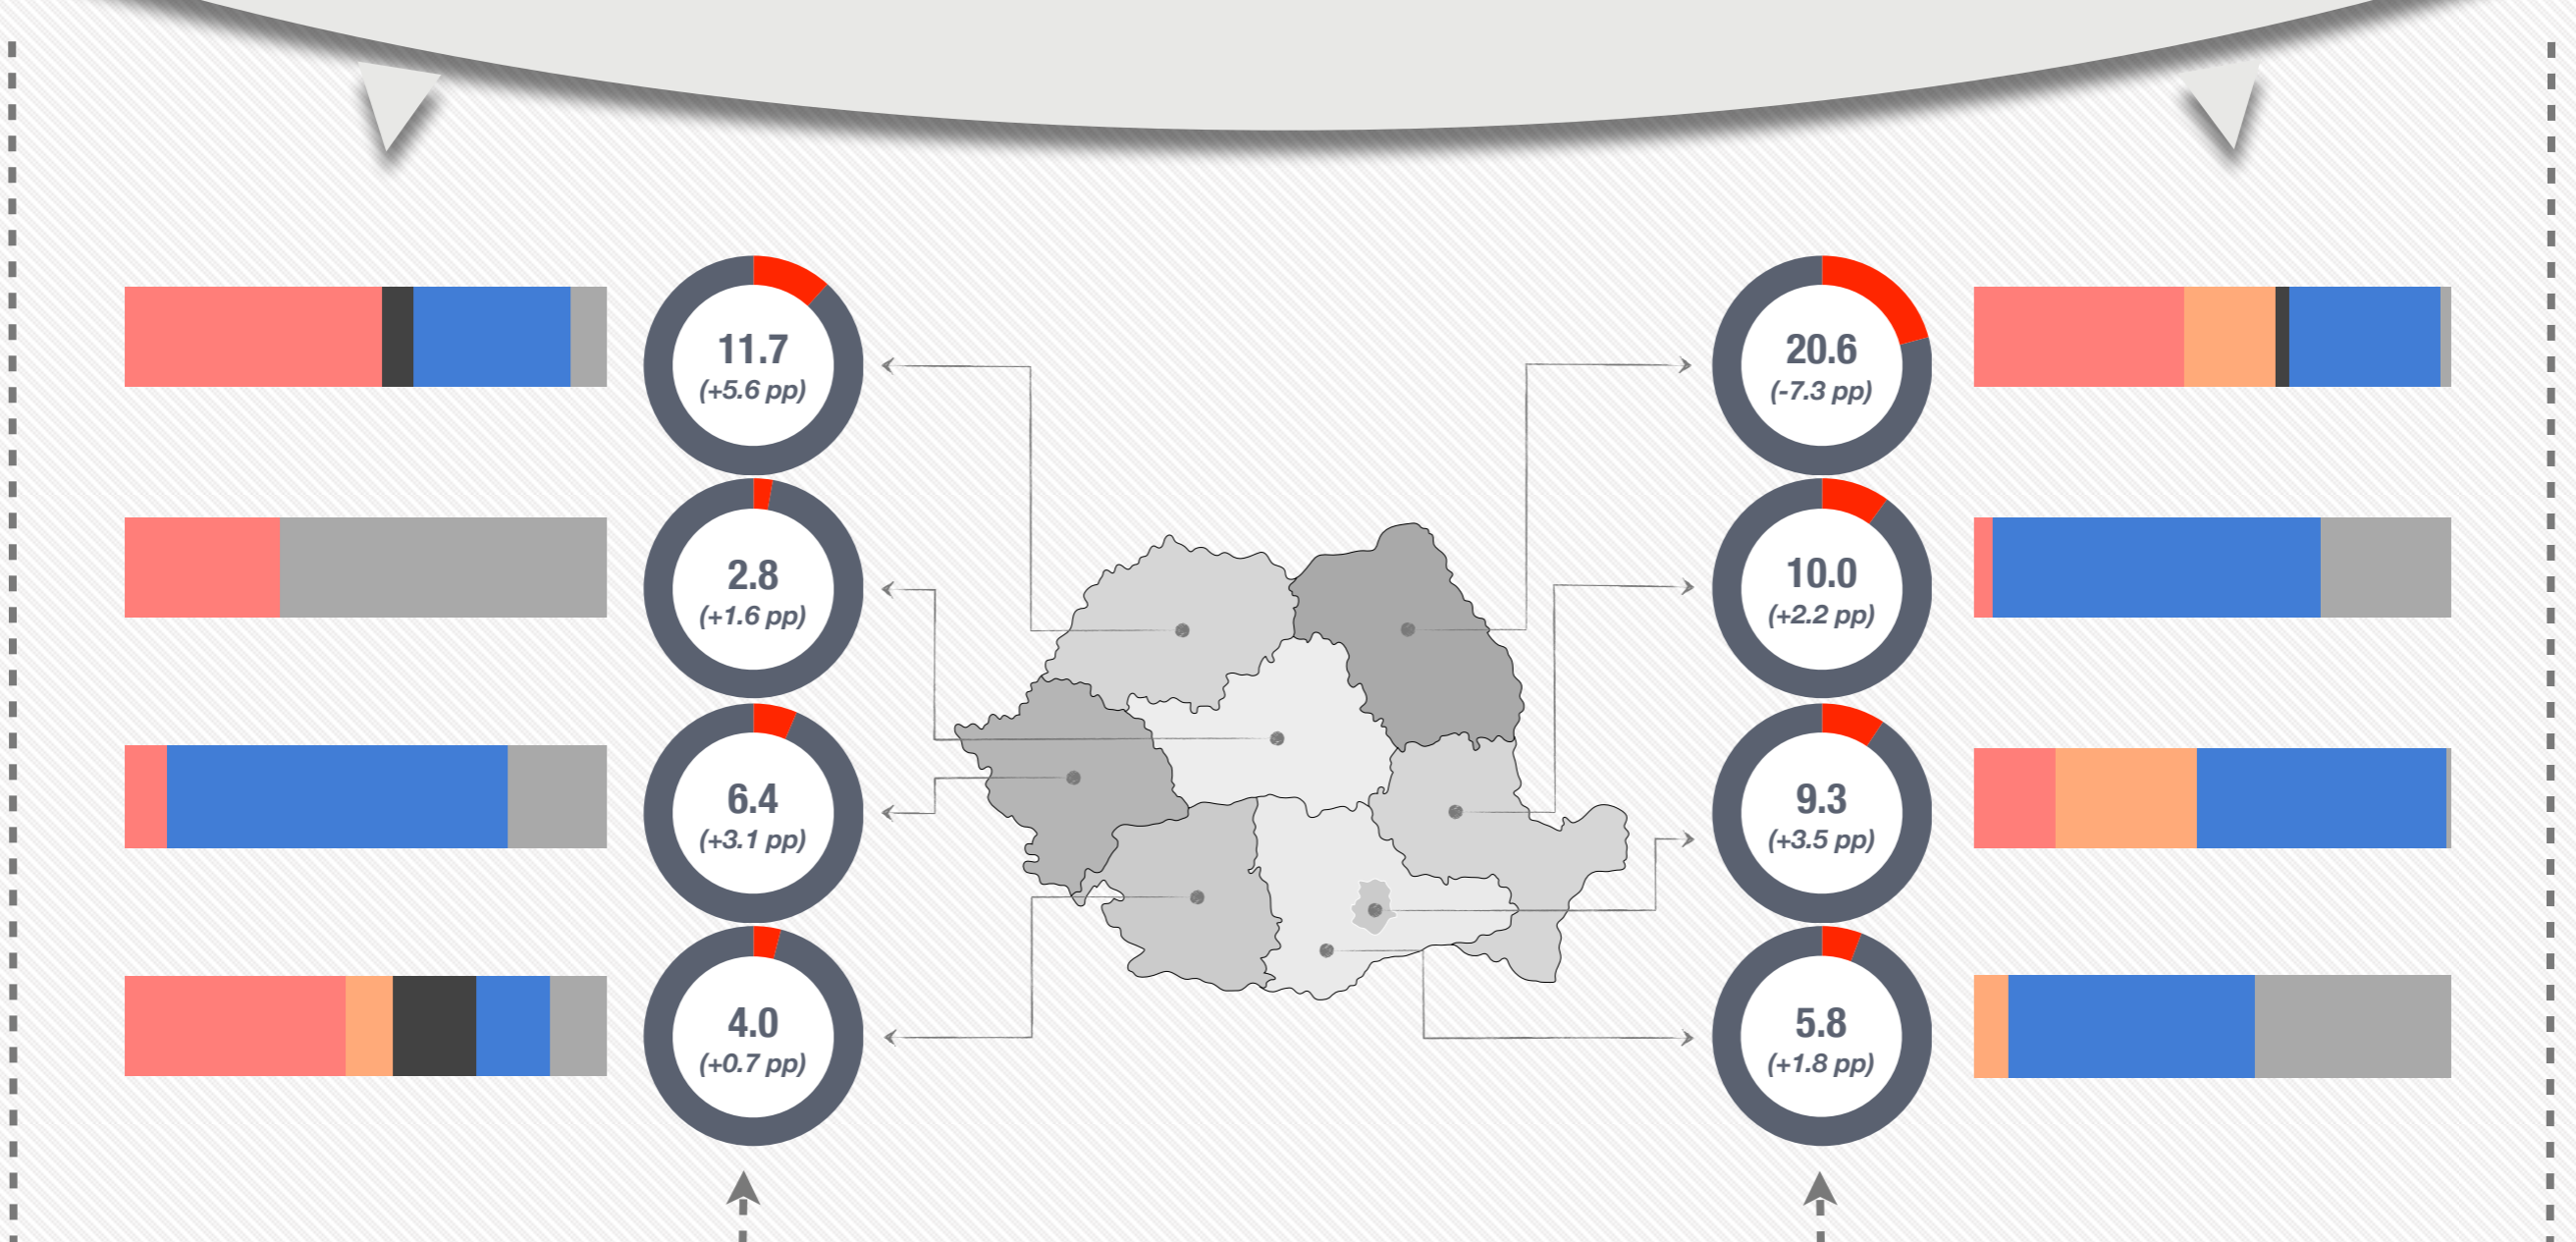 11.7
(+5.6 pp)
2.8
(+1.6 pp)
6.4
(+3.1 pp)
4.0
(+0.7 pp)
20.6
(-7.3 pp)
10.0
(+2.2 pp)
9.3
(+3.5 pp)
5.8
(+1.8 pp)